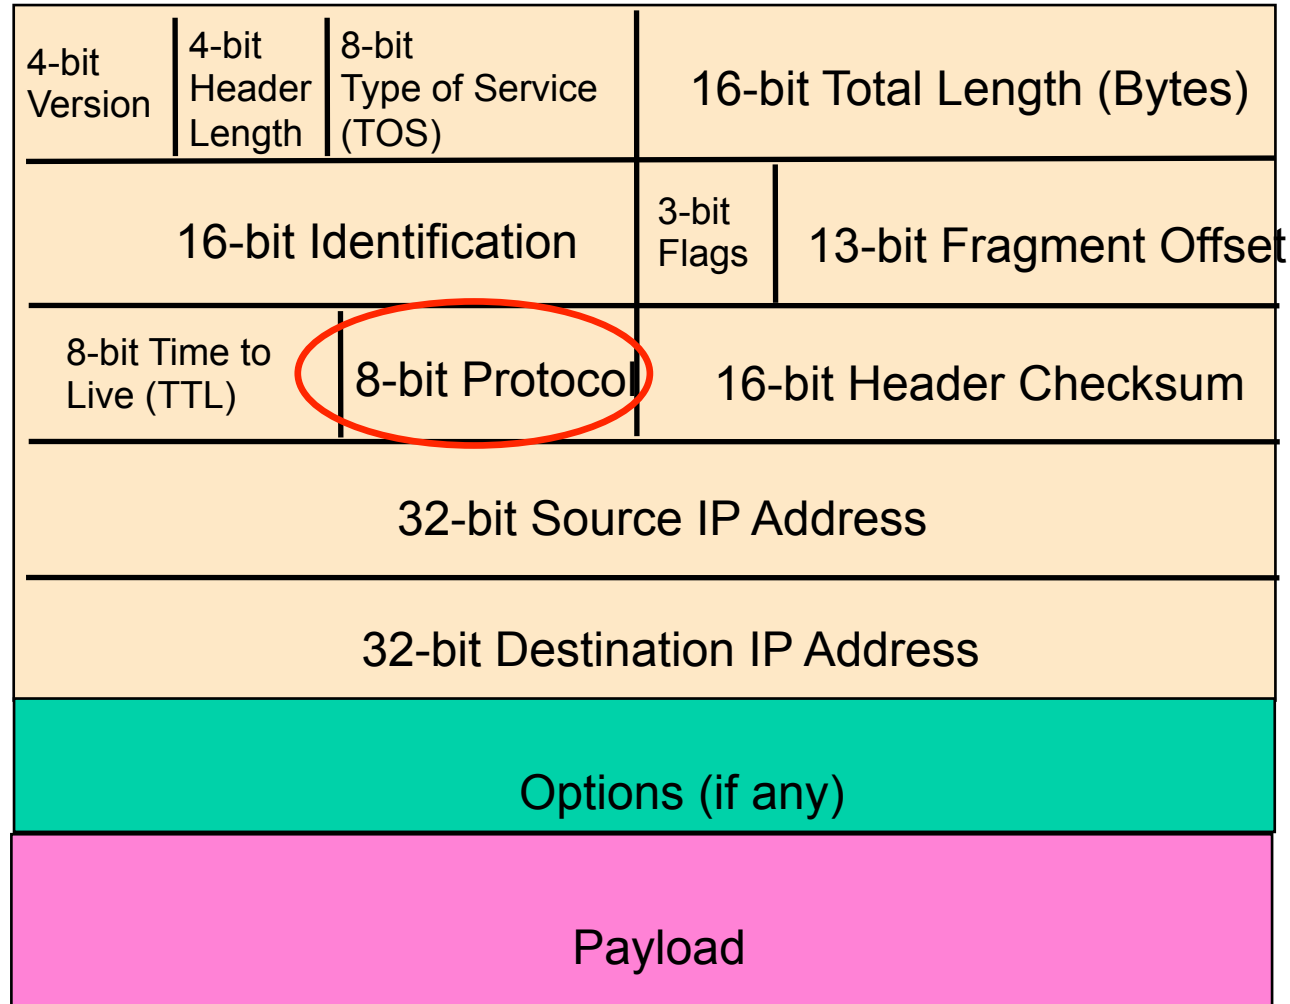 4-bit
Version
4-bit
Header
Length
8-bit
Type of Service
(TOS)
16-bit Total Length (Bytes)
16-bit Identification
3-bit
Flags
13-bit Fragment Offset
8-bit Time to
Live (TTL)
8-bit Protocol
16-bit Header Checksum
32-bit Source IP Address
32-bit Destination IP Address
Options (if any)
Payload